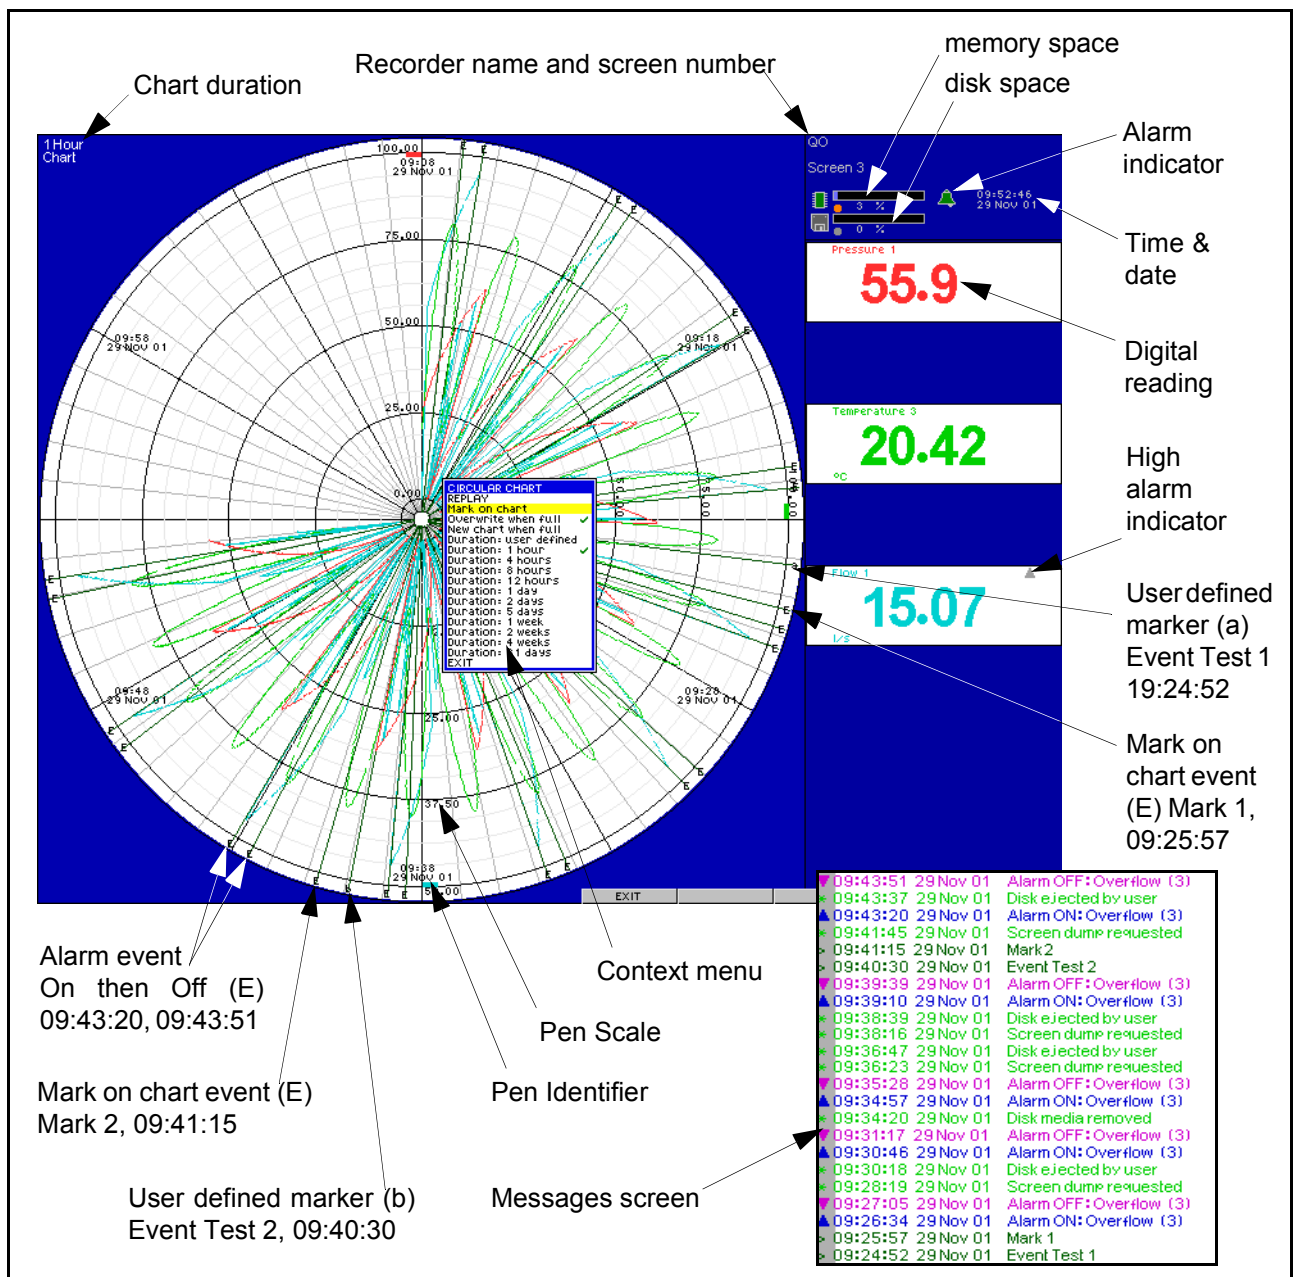 memory space
Recorder name and screen number
disk space
Chart duration
Alarm
indicator
1 Hour
Chart
QO
Screen 3
3 %
0 %
09:52:46
29 Nov 01
Time &
date
Pressure 1
55.9
Digital
reading
Temperature 3
20.42
°C
High
alarm
indicator
Flow 1
15.07
l/s
User defined
marker (a)
Event Test 1
19:24:52
Mark on
chart event
(E) Mark 1,
09:25:57
100.00
09:08
29 Nov 01
75.00
50.00
25.00
0.00
09:58
29 Nov 01
09:18
29 Nov 01
50.00
100.00
09:48
29 Nov 01
09:28
29 Nov 01
25.00
37.50
09:38
29 Nov 01
50.00
E
E
E
E
E
E
E
a
E
E
E
E
E
E
E
E
b
E
E
E
E
E
E
E
CIRCULAR CHART
REPLAY
Mark on chart
Overwrite when full
New chart when full
Duration: user defined
Duration: 1 hour
Duration: 4 hours
Duration: 8 hours
Duration: 12 hours
Duration: 1 day
Duration: 2 days
Duration: 5 days
Duration: 1 week
Duration: 2 weeks
Duration: 4 weeks
EXIT
EXIT
Alarm event
On then Off (E)
09:43:20, 09:43:51
Mark on chart event (E)
Mark 2, 09:41:15
User defined marker (b)
Event Test 2, 09:40:30
Context menu
Pen Scale
Pen Identifier
Messages screen
09:43:51 29 Nov 01 Alarm OFF: Overflow (3)
09:43:37 29 Nov 01 Disk ejected by user
09:43:20 29 Nov 01 Alarm ON: Overflow (3)
09:41:45 29 Nov 01 Screen dump requested
> 09:41:15 29 Nov 01 Mark2
> 09:40:30 29 Nov 01 Event Test 2
09:39:39 29 Nov 01 Alarm OFF: Overflow (3)
09:39:10 29 Nov 01 Alarm ON: Overflow (3)
09:38:39 29 Nov 01 Disk ejected by user
09:38:16 29 Nov 01 Screen dump requested
09:36:47 29 Nov 01 Disk ejected by user
09:36:23 29 Nov 01 Screen dump requested
09:35:28 29 Nov 01 Alarm OFF: Overflow (3)
09:34:57 29 Nov 01 Alarm ON: Overflow (3)
09:34:20 29 Nov 01 Disk media removed
09:31:17 29 Nov 01 Alarm OFF: Overflow (3)
09:30:46 29 Nov 01 Alarm ON: Overflow (3)
09:30:18 29 Nov 01 Disk ejected by user
09:28:19 29 Nov 01 Screen dump requested
09:27:05 29 Nov 01 Alarm OFF: Overflow (3)
09:26:34 29 Nov 01 Alarm ON: Overflow (3)
> 09:25:57 29 Nov 01 Mark 1
> 09:24:52 29 Nov 01 Event Test 1